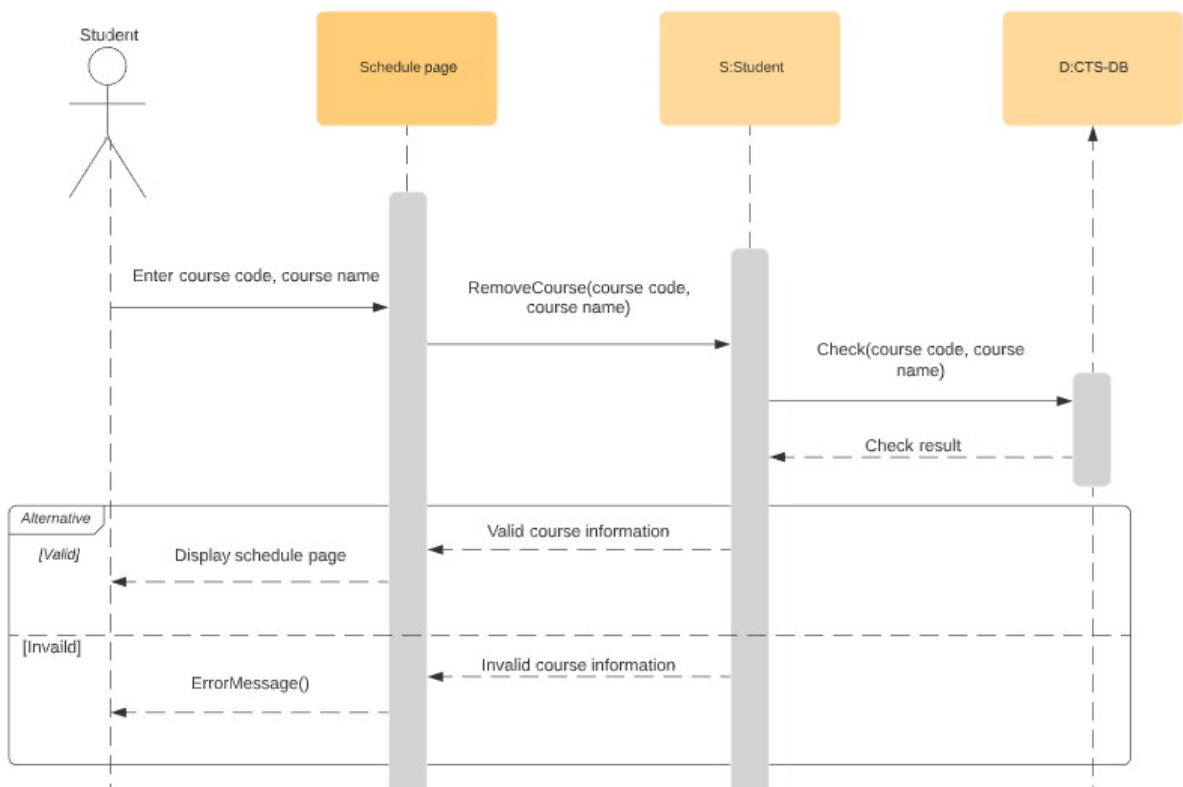 Student
Schedule page
S:Student
D:CTS-DB
Enter course code, course name
RemoveCourse(course code,
course name)
Check(course code, course
name)
Check result
Alternative
[Valid]
Valid course information
Display schedule page
[Invaild]
Invalid course information
ErrorMessage()